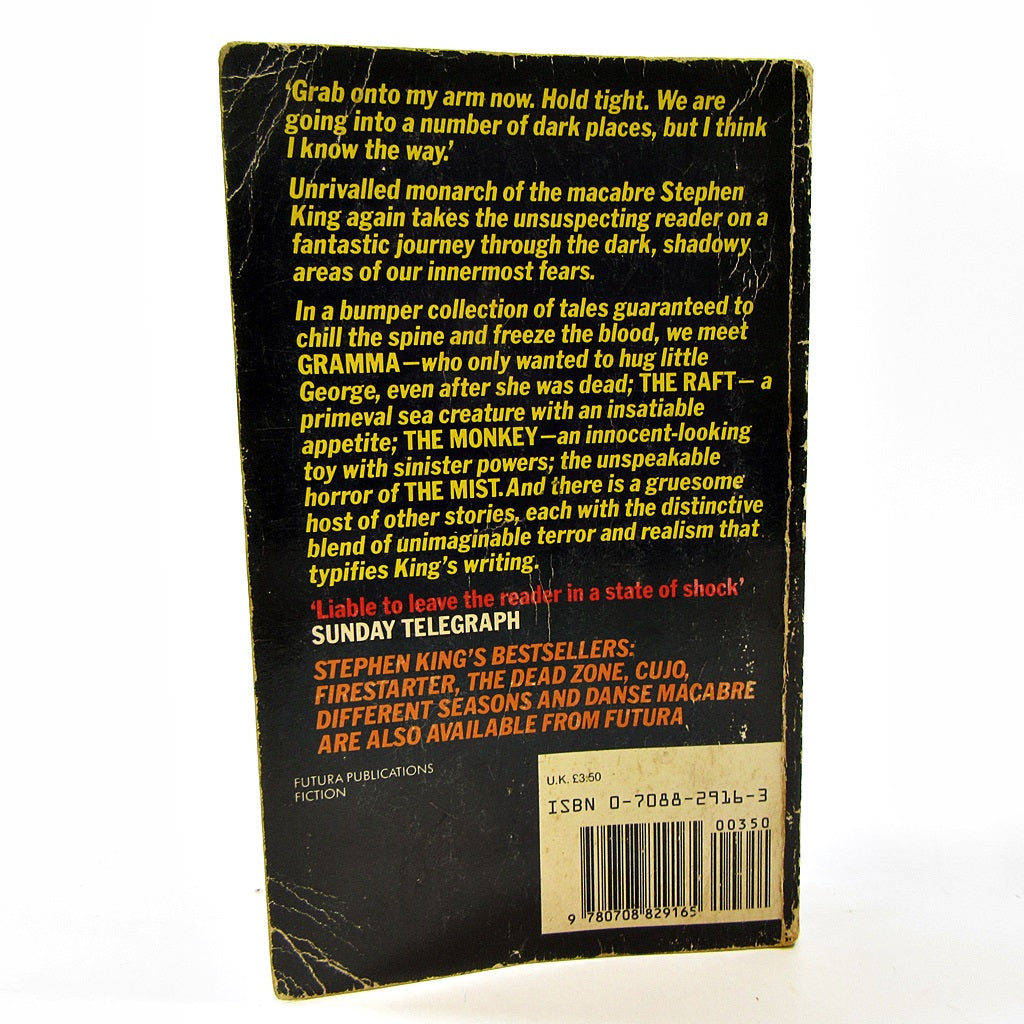 'Grab onto my arm now. Hold tight. We are
going into a number of dark places, but I think
I know the way.'
Unrivalled monarch of the macabre Stephen
King again takes the unsuspecting reader on a
fantastic journey through the dark, shadowy
areas of our innermost fears.
In a bumper collection of tales guaranteed to
chill the spine and freeze the blood, we meet
GRAMMA—who only wanted to hug little
George, even after she was dead; THE RAFT— a
primeval sea creature with an insatiable
appetite; THE MONKEY—an innocent-looking
toy with sinister powers; the unspeakable
horror of THE MIST. And there is a gruesome
host of other stories, each with the distinctive
blend of unimaginable terror and realism that
typifies King's writing.
'Liable to leave the reader in a state of shock'
SUNDAY TELEGRAPH
STEPHEN KING'S BESTSELLERS:
FIRESTARTER, THE DEAD ZONE, CUJO,
DIFFERENT SEASONS AND DANSE MACABRE
ARE ALSO AVAILABLE FROM FUTURA
FUTURA PUBLICATIONS
FICTION
U.K. £3.50
ISBN 0-7088-2916-3
00350
9 780708 829165